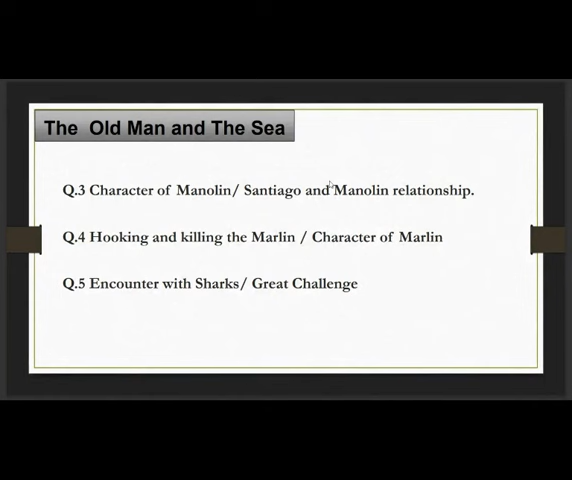 The Old Man and The Sea
Q.3 Character of Manolin/ Santiago and Manolin relationship.
Q.4 Hooking and killing the Marlin / Character of Marlin
Q.5 Encounter with Sharks/ Great Challenge